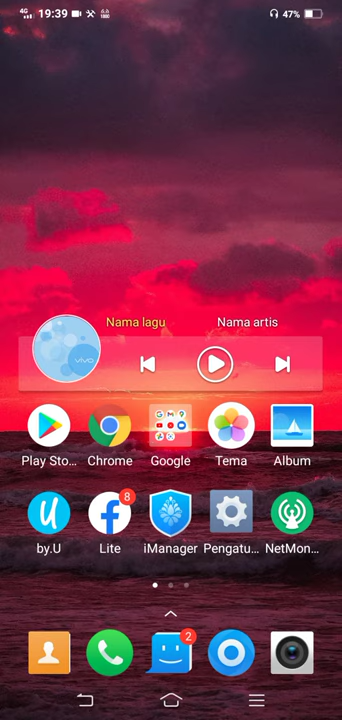 4G 19:39 47%
Nama lagu Nama artis
vivo
Play Sto... Chrome Google Tema Album
8
by.U Lite iManager Pengatu... NetMon...
2